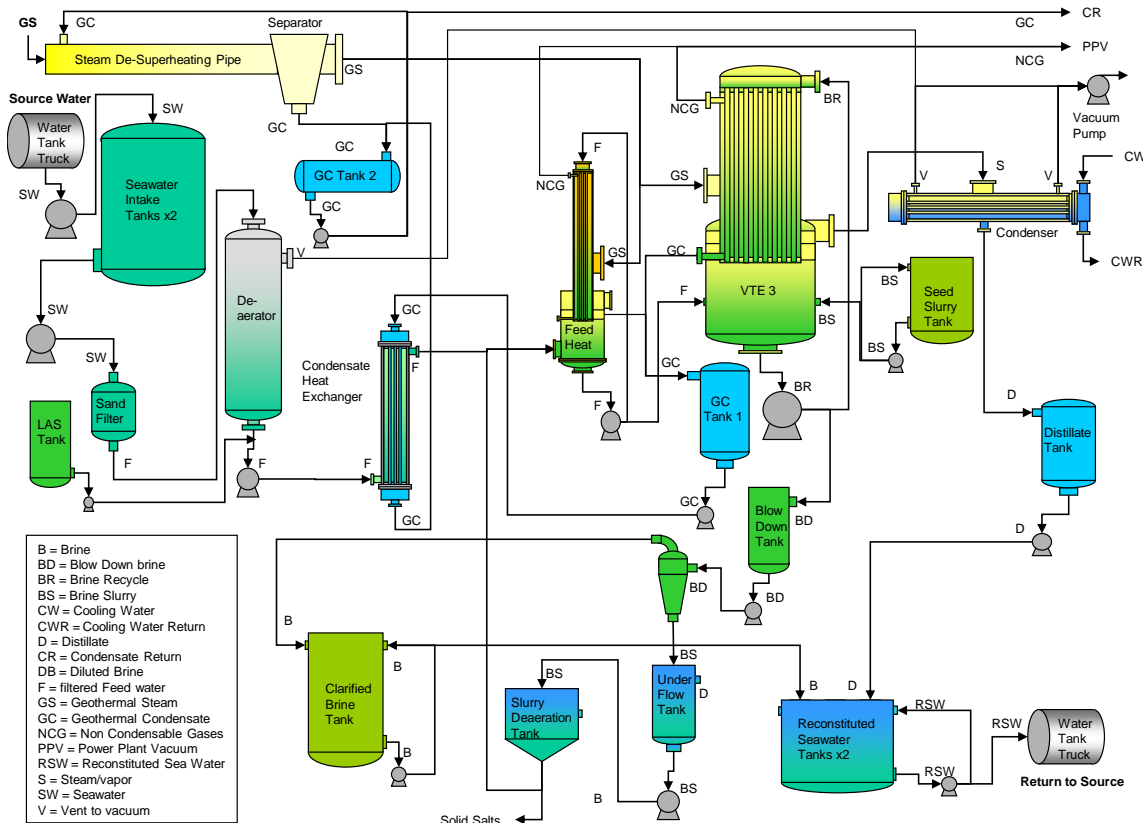 GS
GC
Separator
Steam De-Superheating Pipe
GS
GC
CR
GC
PPV
NCG
Source Water
SW
Water
Tank
Truck
SW
Seawater
Intake
Tanks x2
GC
GC
GC Tank 2
GC
F
NCG
NCG
BR
Vacuum
Pump
CW
GS
S
V
V
Condenser
CWR
V
De-
aerator
GS
GC
VTE 3
F
BS
BS
Seed
Slurry
Tank
BS
SW
SW
GC
Condensate
Heat
Exchanger
F
Feed
Heat
F
GC
GC
Tank 1
BR
D
Distillate
Tank
Sand
Filter
LAS
Tank
F
F
F
GC
GC
BD
Blow
Down
Tank
BD
BD
D
B = Brine
BD = Blow Down brine
BR = Brine Recycle
BS = Brine Slurry
CW = Cooling Water
CWR = Cooling Water Return
D = Distillate
CR = Condensate Return
DB = Diluted Brine
F = filtered Feed water
GS = Geothermal Steam
GC = Geothermal Condensate
NCG = Non Condensable Gases
PPV = Power Plant Vacuum
RSW = Reconstituted Sea Water
S = Steam/vapor
SW = Seawater
V = Vent to vacuum
B
B
Clarified
Brine
Tank
B
BS
Slurry
Deaeration
Tank
BS
Under
Flow
Tank
D
BS
B
Solid Salts
B
D
Reconstituted
Seawater
Tanks x2
RSW
RSW
RSW
Water
Tank
Truck
Return to Source